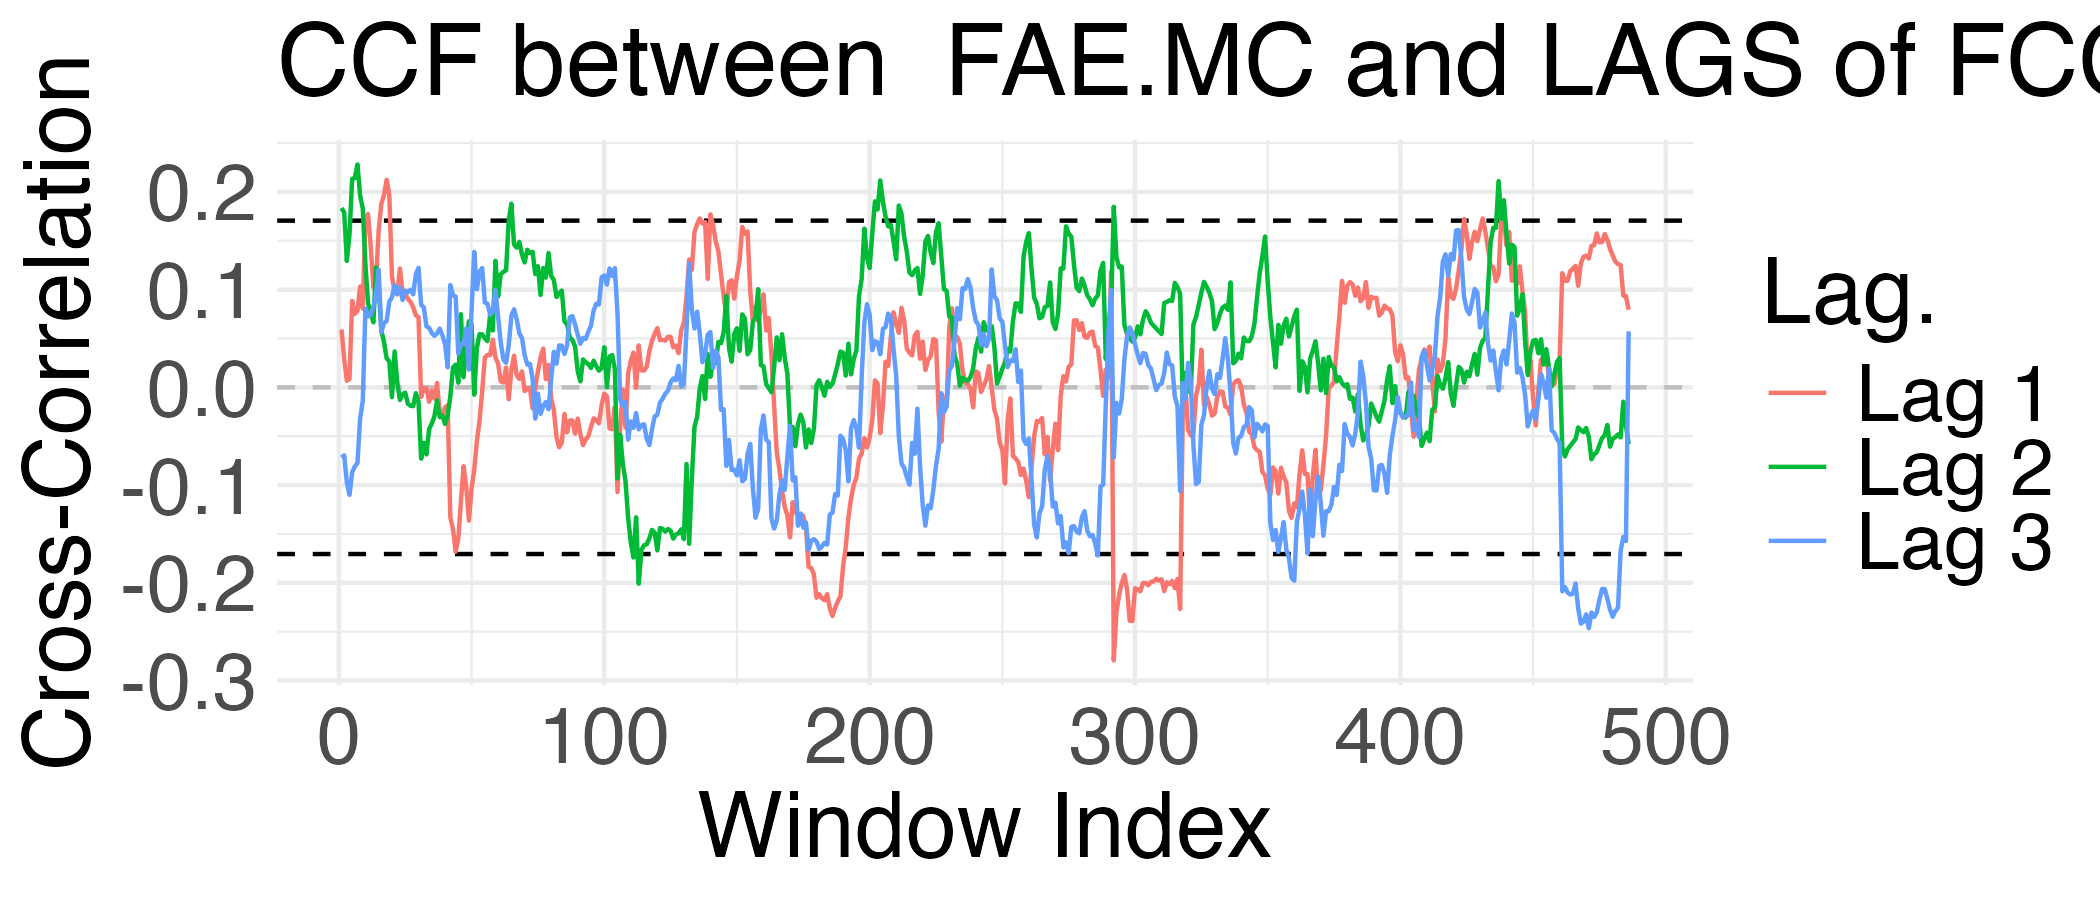 CCF between  FAE.MC and LAGS of
Cross-Correlation
0.2
0.1
0.0
-0.1
-0.2
-0.3
0 100 200 300 400 500
Window Index
Lag.
Lag 1
Lag 2
Lag 3